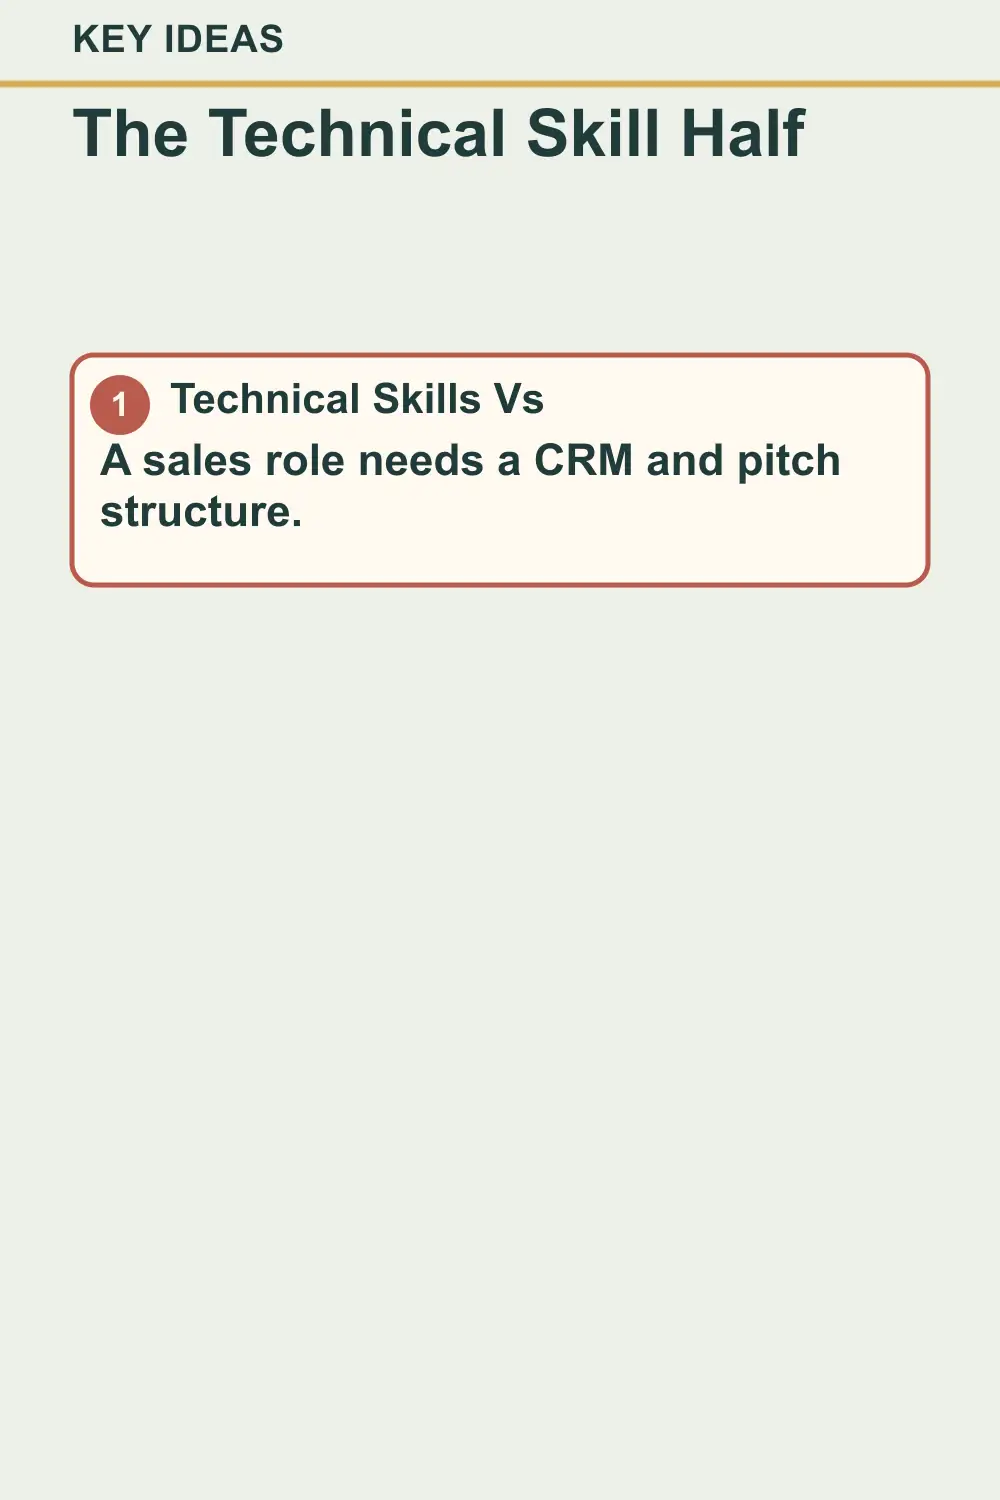 KEY IDEAS
The Technical Skill Half
1 Technical Skills Vs
A sales role needs a CRM and pitch
structure.